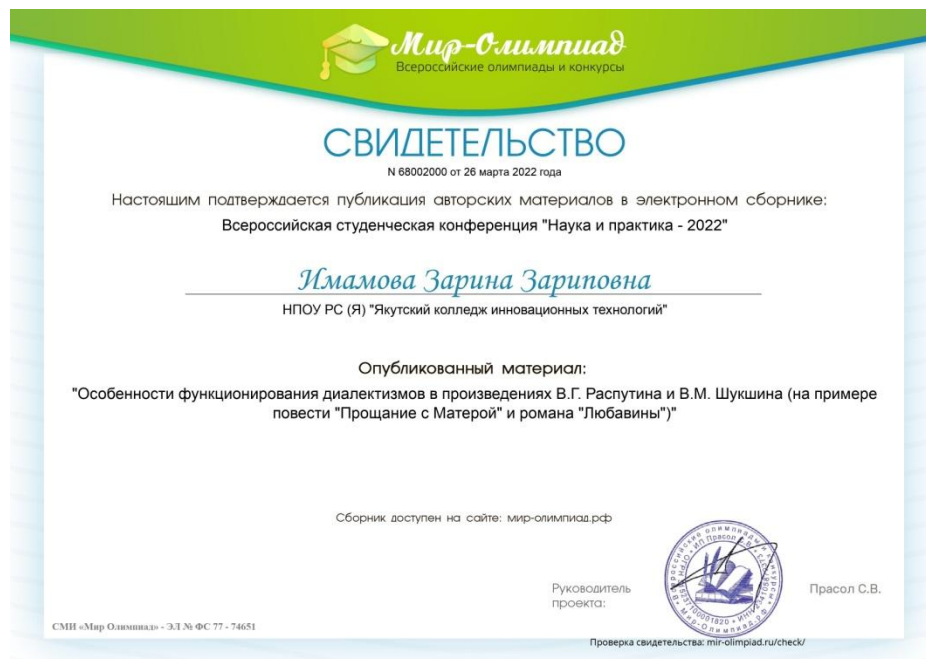 Мир-Олимпиад
Всероссийские олимпиады и конкурсы
СВИДЕТЕЛЬСТВО
N 68002000 от 26 марта 2022 года
Настоящим подтверждается публикация авторских материалов в электронном сборнике:
Всероссийская студенческая конференция "Наука и практика - 2022"
Имамова Зарина Зариповна
НПОУ РС (Я) "Якутский колледж инновационных технологий"
Опубликованный материал:
"Особенности функционирования диалектизмов в произведениях В.Г. Распутина и В.М. Шукшина (на примере
повести "Прощание с Матерой" и романа "Любавины")"
Сборник доступен на сайте: мир-олимпиад.рф
Руководитель
проекта:
Прасол С.В.
СМИ «Мир Олимпиад» - ЭЛ № ФС 77 - 74651
Проверка свидетельства: mir-olimpiad.ru/check/